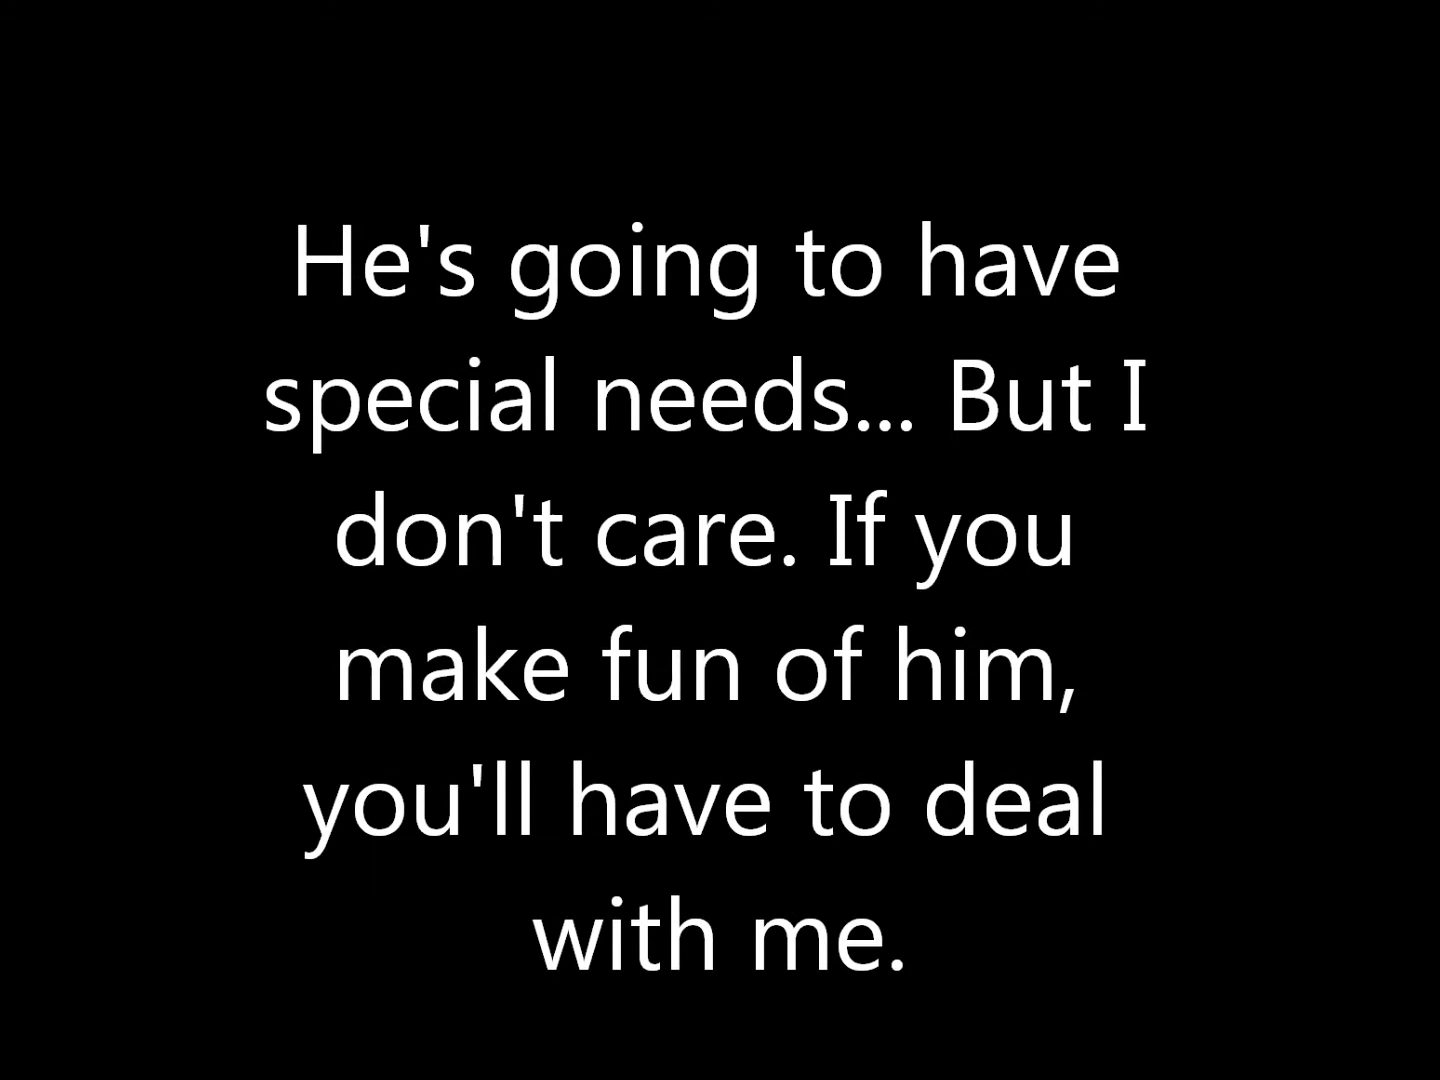 He's going to have
special needs... But I
don't care. If you
make fun of him,
you'll have to deal
with me.